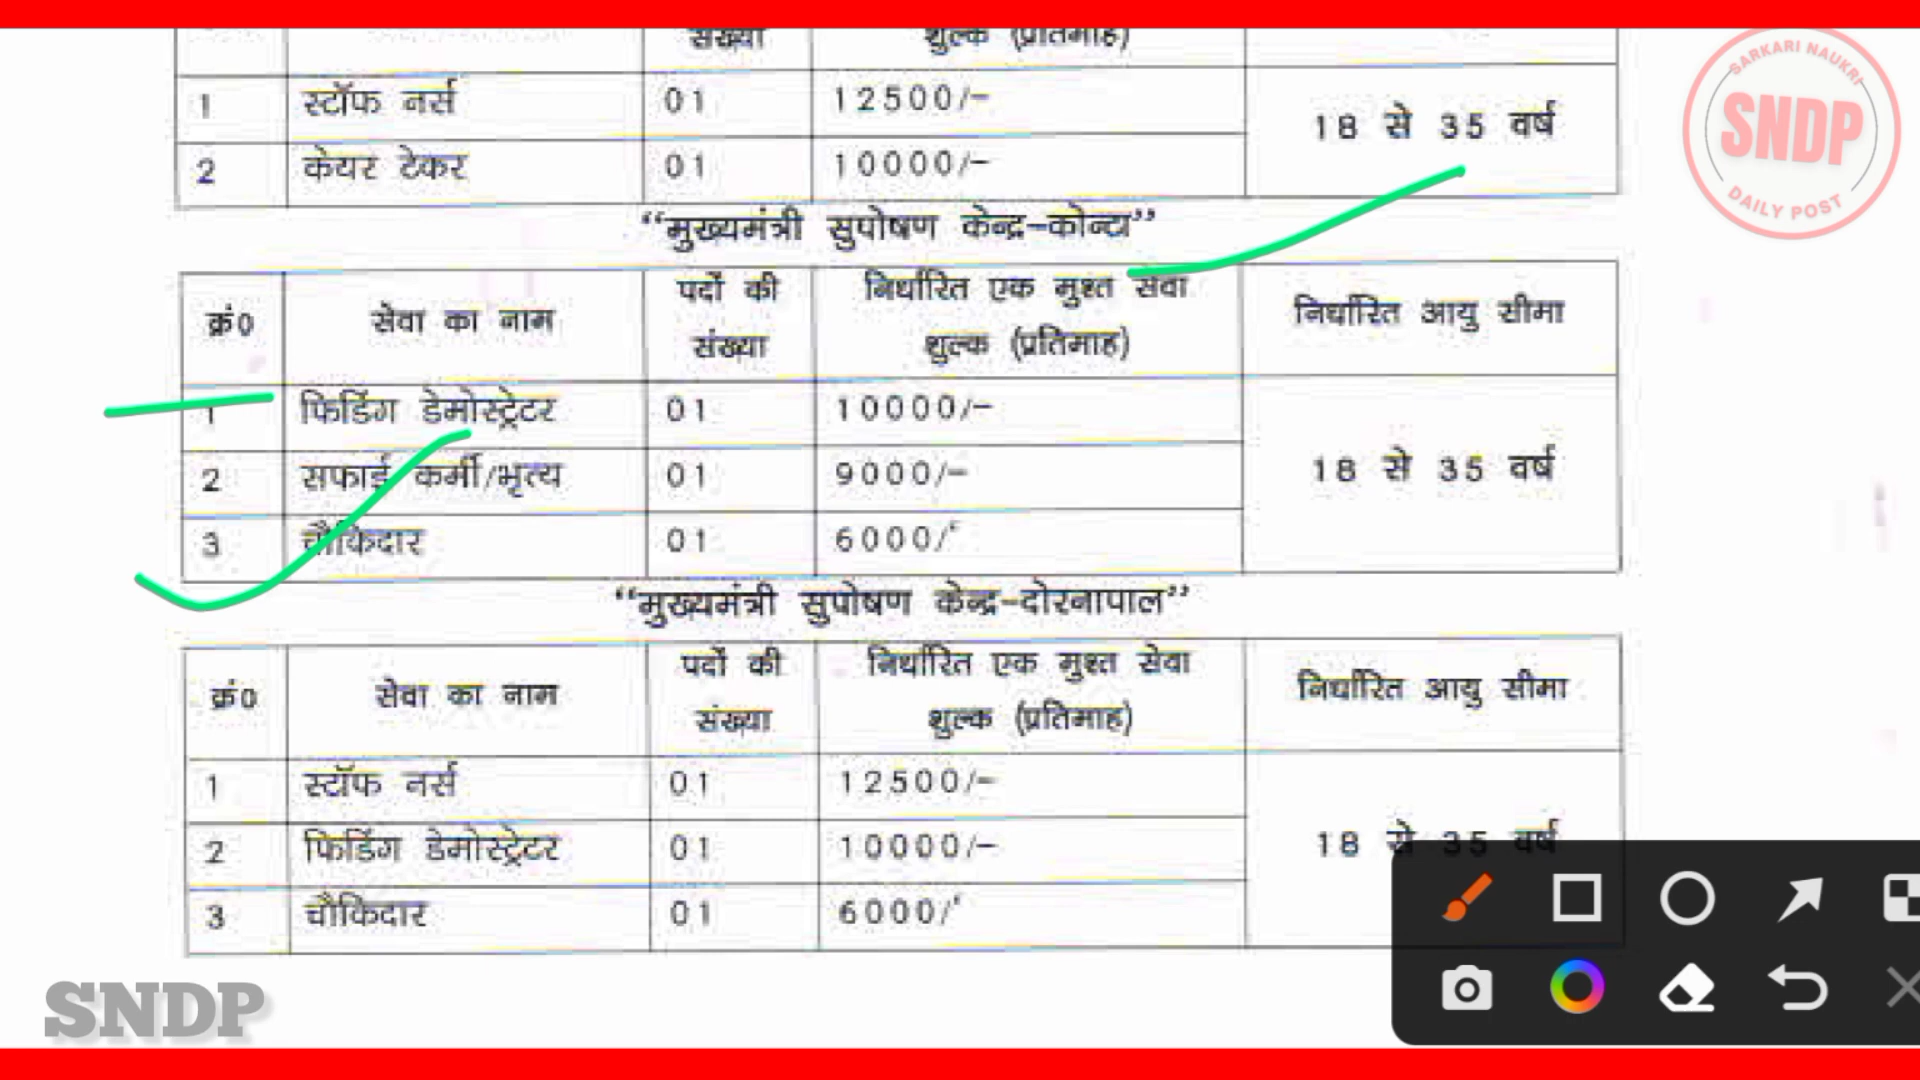 संख्या शुल्क (प्रतिमाह)
1 स्टॉफ नर्स 01 12500/- 18 से 35 वर्ष
2 केयर टेकर 01 10000/-
“मुख्यमंत्री सुपोषण केन्द्र-कोन्टा”
क्रं0 सेवा का नाम पदों की संख्या निर्धारित एक मुश्त सेवा शुल्क (प्रतिमाह) निर्धारित आयु सीमा
1 फिडिंग डेमोस्ट्रेटर 01 10000/- 18 से 35 वर्ष
2 सफाई कर्मी/भृत्य 01 9000/-
3 चौकिदार 01 6000/-
“मुख्यमंत्री सुपोषण केन्द्र-दोरनापाल”
क्रं0 सेवा का नाम पदों की संख्या निर्धारित एक मुश्त सेवा शुल्क (प्रतिमाह) निर्धारित आयु सीमा
1 स्टॉफ नर्स 01 12500/- 18 से 35 वर्ष
2 फिडिंग डेमोस्ट्रेटर 01 10000/-
3 चौकिदार 01 6000/-
SARKARI NAUKRI
SNDP
DAILY POST
SNDP